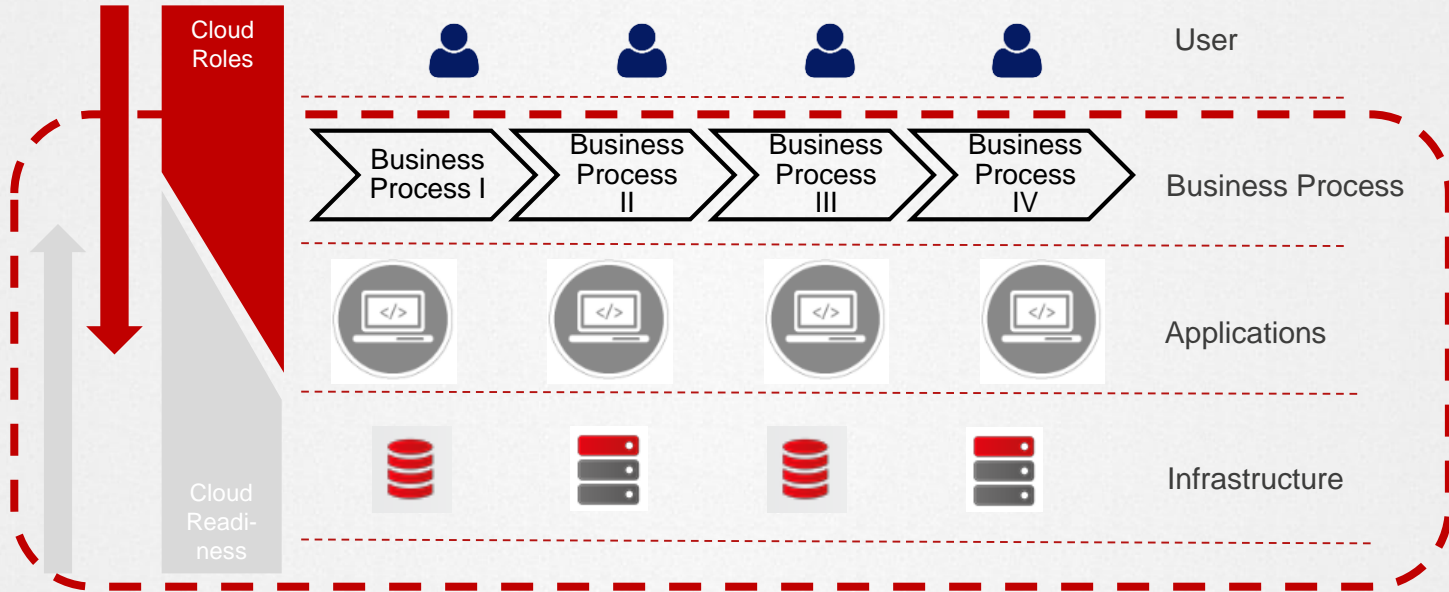 Cloud
Roles
User
Business
Process I
Business
Process
II
Business
Process
III
Business
Process
IV
Business Process
</>
</>
</>
</>
Applications
Cloud
Readi-
ness
Infrastructure